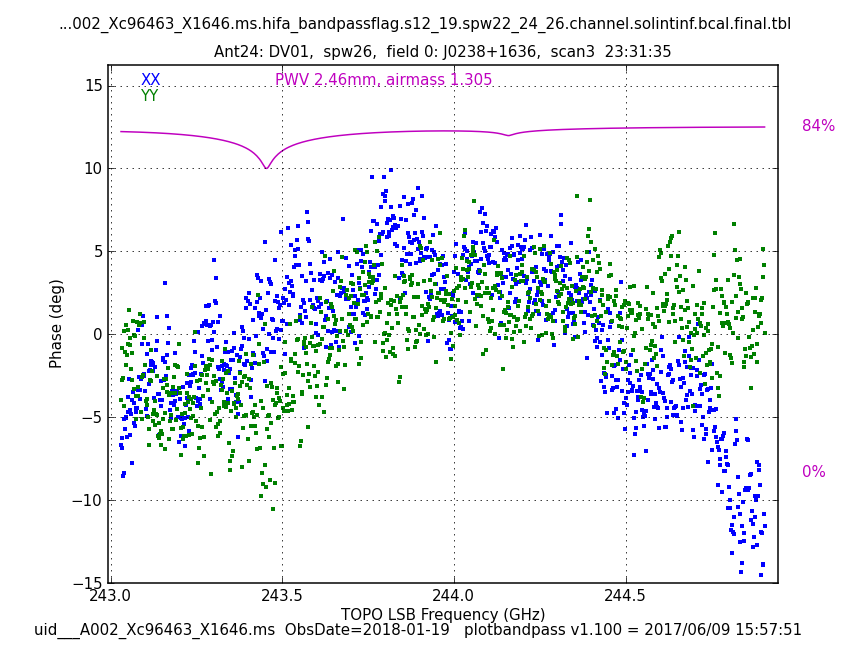 ...002_Xc96463_X1646.ms.hifa_bandpassflag.s12_19.spw22_24_26.channel.solintinf.bcal.final.tbl
Ant24: DV01,  spw26,  field 0: J0238+1636,  scan3  23:31:35
XX
YY
PWV 2.46mm, airmass 1.305
84%
0%
15
10
5
0
−5
−10
−15
Phase (deg)
243.0
243.5
244.0
244.5
TOPO LSB Frequency (GHz)
uid___A002_Xc96463_X1646.ms  ObsDate=2018-01-19   plotbandpass v1.100 = 2017/06/09 15:57:51